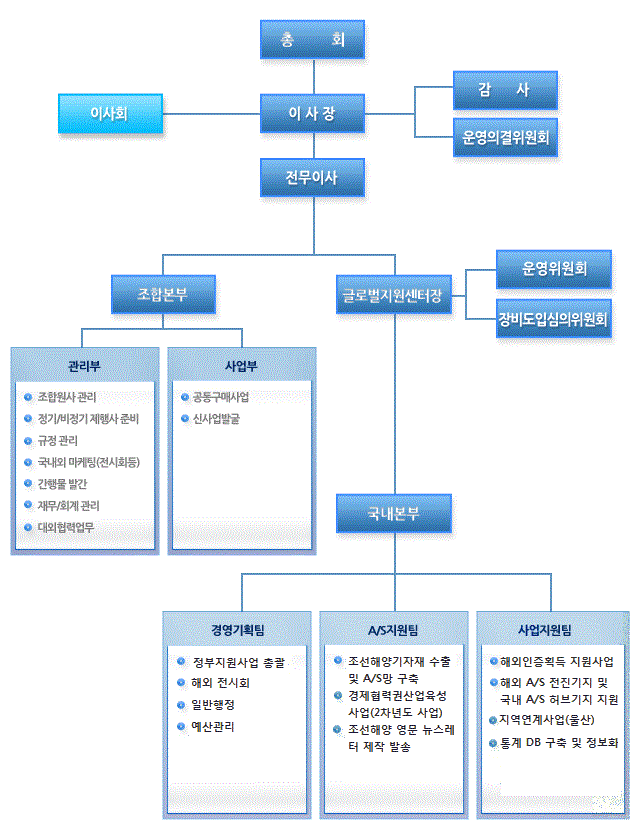 총 회
이사회
이 사 장
감 사
운영의결위원회
전무이사
조합본부
글로벌지원센터장
운영위원회
장비도입심의위원회
관리부
조합원사 관리
정기/비정기 제행사 준비
규정 관리
국내외 마케팅(전시회등)
간행물 발간
재무/회계 관리
대외협력업무
사업부
공동구매사업
신사업발굴
국내본부
경영기획팀
정부지원사업 총괄
해외 전시회
일반행정
예산관리
A/S지원팀
조선해양기자재 수출
및 A/S망 구축
경제협력권산업육성
사업(2차년도 사업)
조선해양 영문 뉴스레
터 제작 발송
사업지원팀
해외인증획득 지원사업
해외 A/S 전진기지 및
국내 A/S 허브기지 지원
지역연계사업(울산)
통계 DB 구축 및 정보화